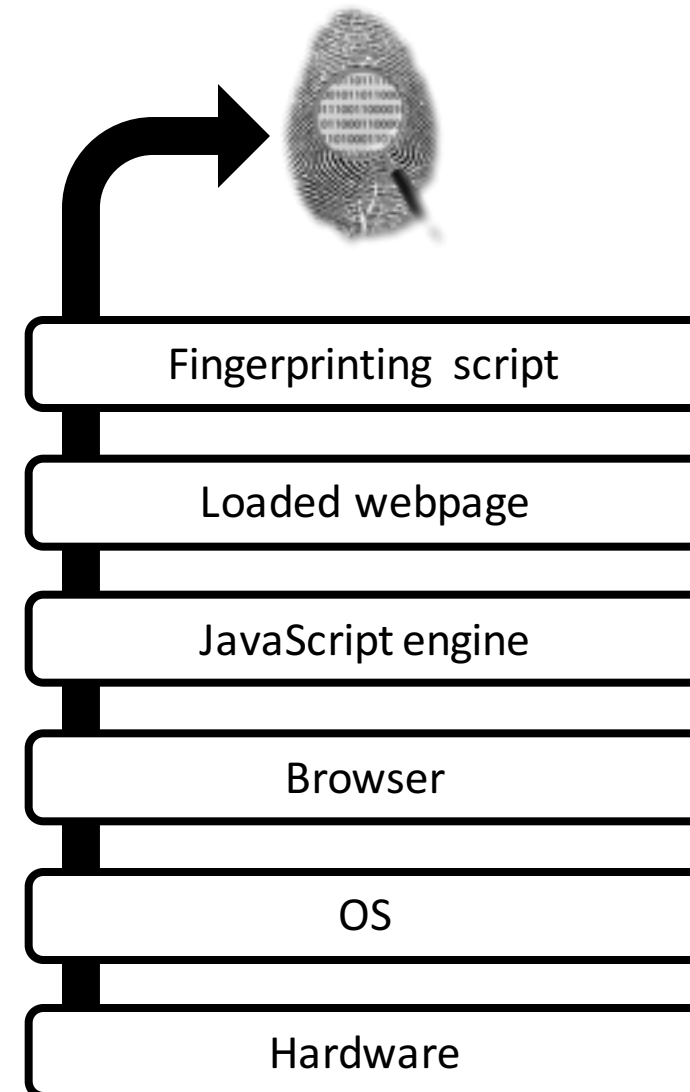 Fingerprinting script
Loaded webpage
JavaScript engine
Browser
OS
Hardware